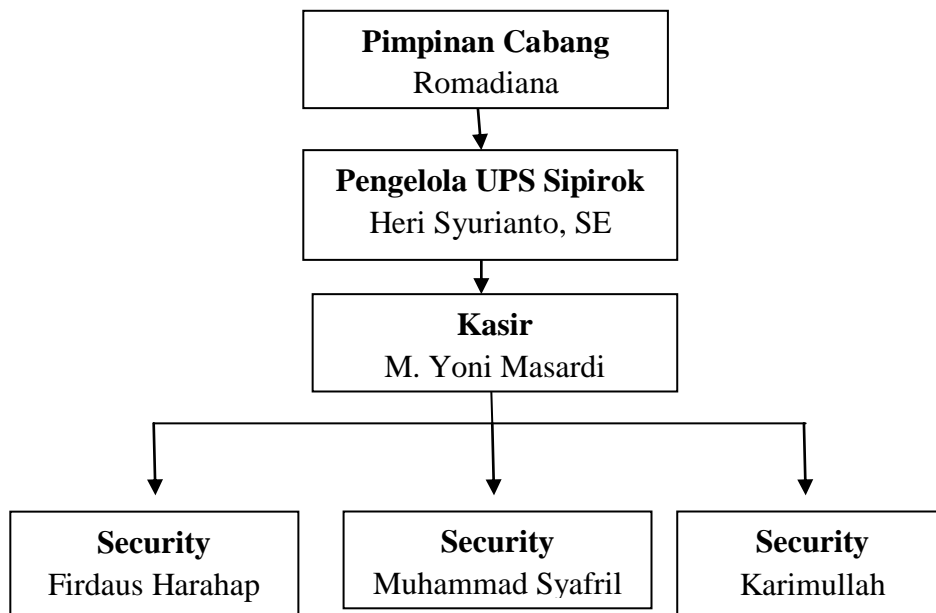 Pimpinan Cabang
Romadiana
Pengelola UPS Sipirok
Heri Syurianto, SE
Kasir
M. Yoni Masardi
Security
Firdaus Harahap
Security
Muhammad Syafril
Security
Karimullah